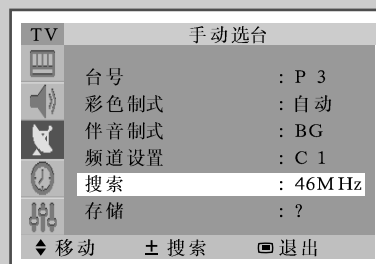 TV 手动选台
台号 : P 3
彩色制式 : 自动
伴音制式 : BG
频道设置 : C 1
搜索 : 46MHz
存储 : ?
移动 ± 搜索 退出